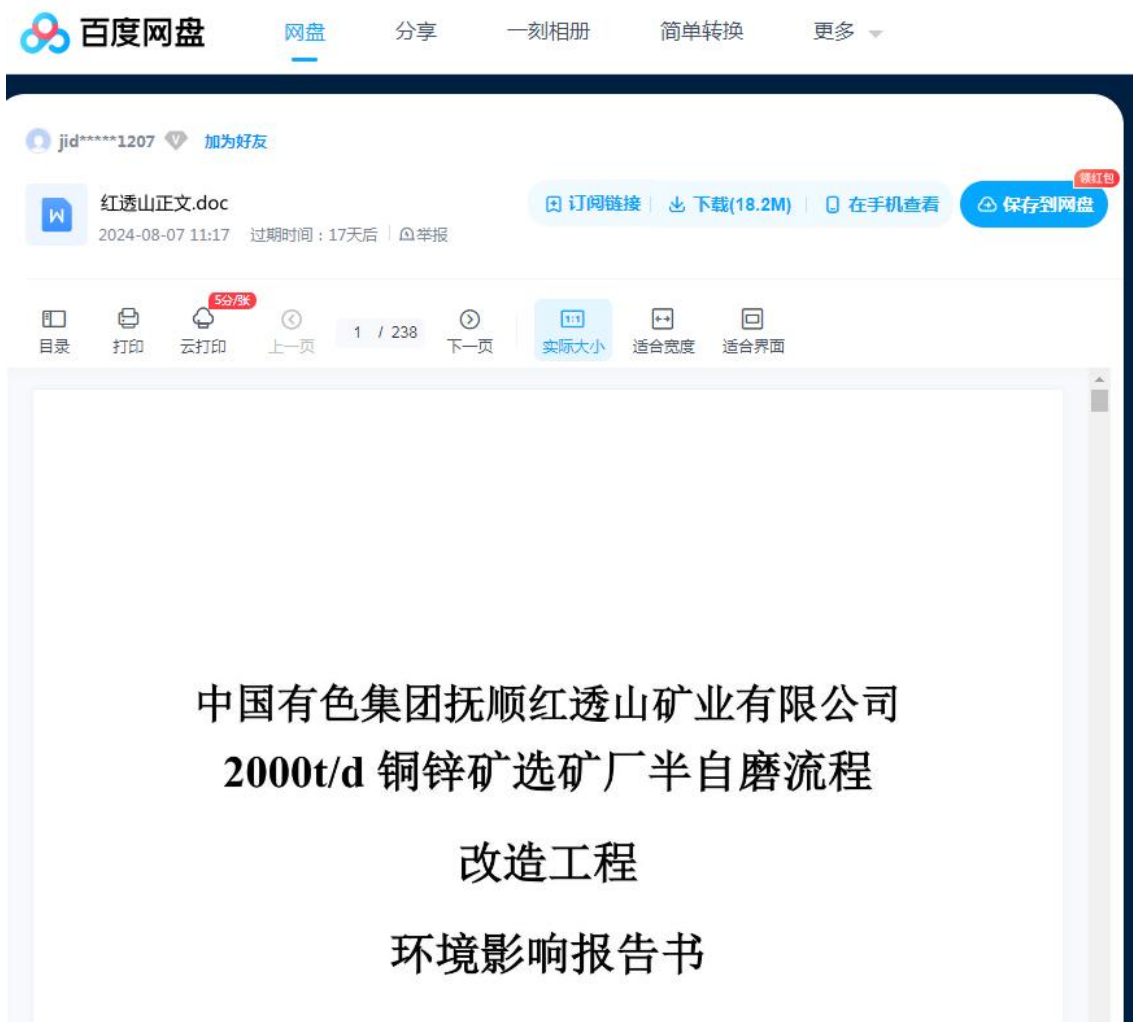 百度网盘 网盘 分享 一刻相册 简单转换 更多
jid*****1207 加为好友
领红包
红透山正文.doc 订阅链接 下载(18.2M) 在手机查看 保存到网盘
2024-08-07 11:17 过期时间：17天后 举报
5分/张
1 / 238 1:1
目录 打印 云打印 上一页 下一页 实际大小 适合宽度 适合界面
中国有色集团抚顺红透山矿业有限公司
2000t/d 铜锌矿选矿厂半自磨流程
改造工程
环境影响报告书